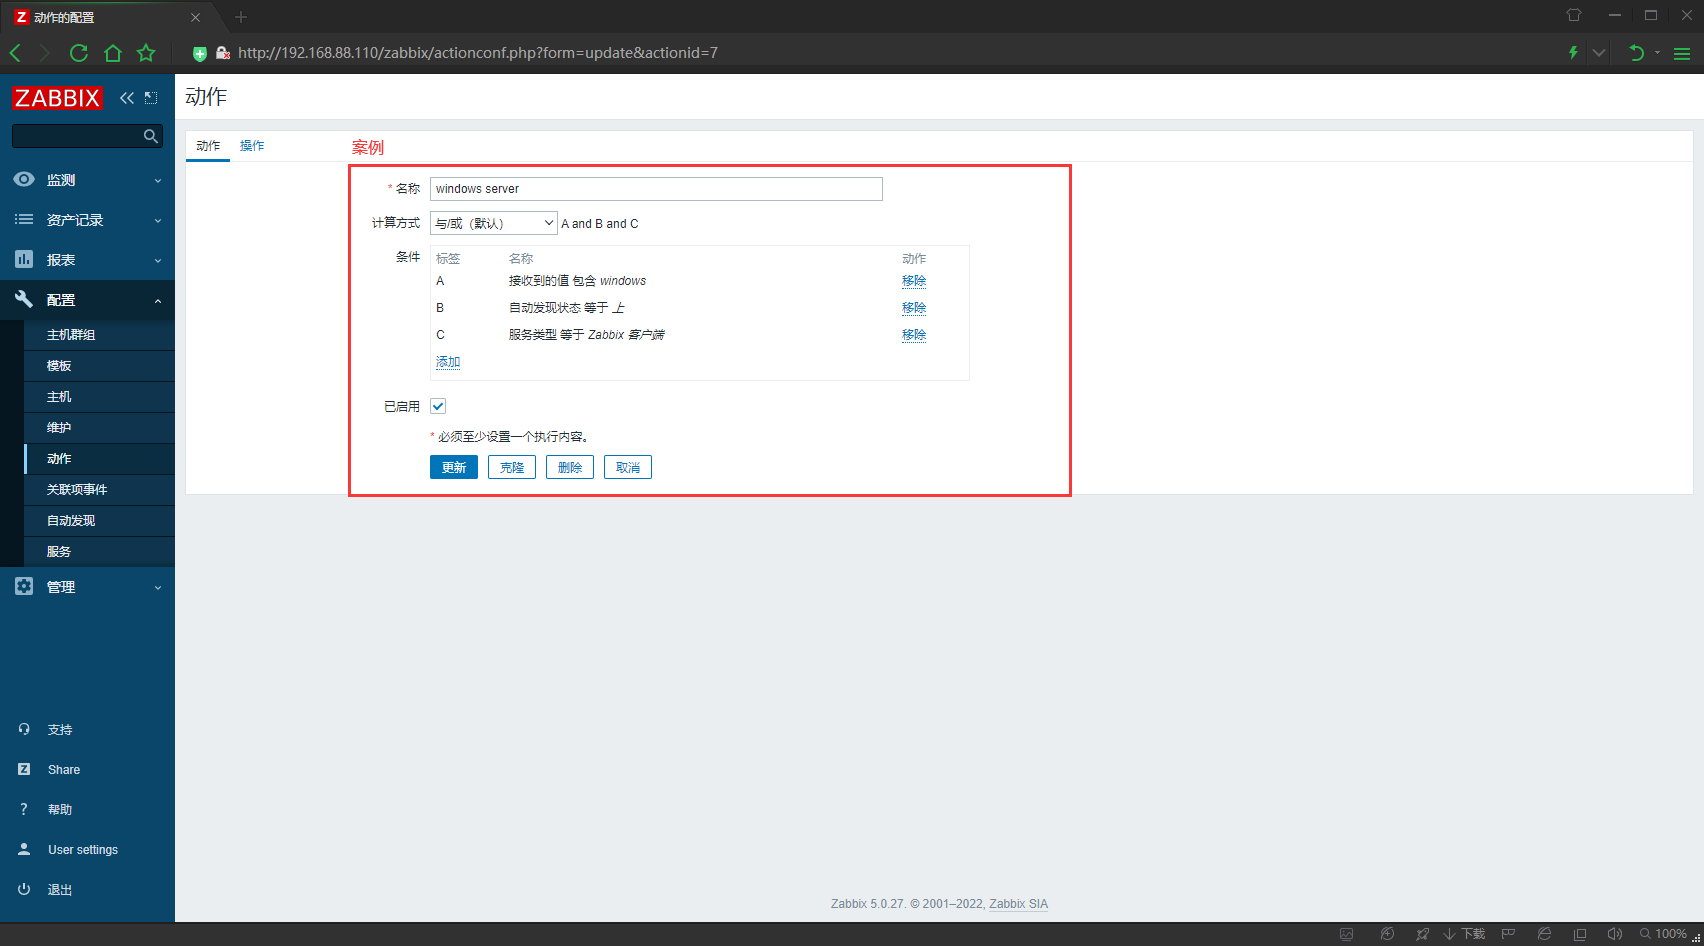 Z 动作的配置
http://192.168.88.110/zabbix/actionconf.php?form=update&actionid=7
ZABBIX
监测
资产记录
报表
配置
主机群组
模板
主机
维护
动作
关联项事件
自动发现
服务
管理
支持
Z Share
? 帮助
User settings
退出
动作
动作 操作
案例
* 名称 windows server
计算方式 与/或（默认） A and B and C
条件 标签 名称 动作
A 接收到的值 包含 windows 移除
B 自动发现状态 等于 上 移除
C 服务类型 等于 Zabbix 客户端 移除
添加
已启用
* 必须至少设置一个执行内容。
更新 克隆 删除 取消
Zabbix 5.0.27. © 2001–2022, Zabbix SIA
下载 100%